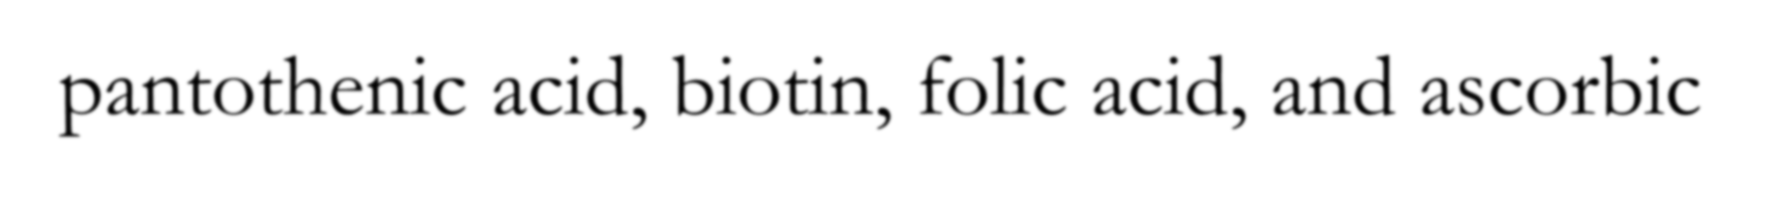 pantothenic acid, biotin, folic acid, and ascorbic